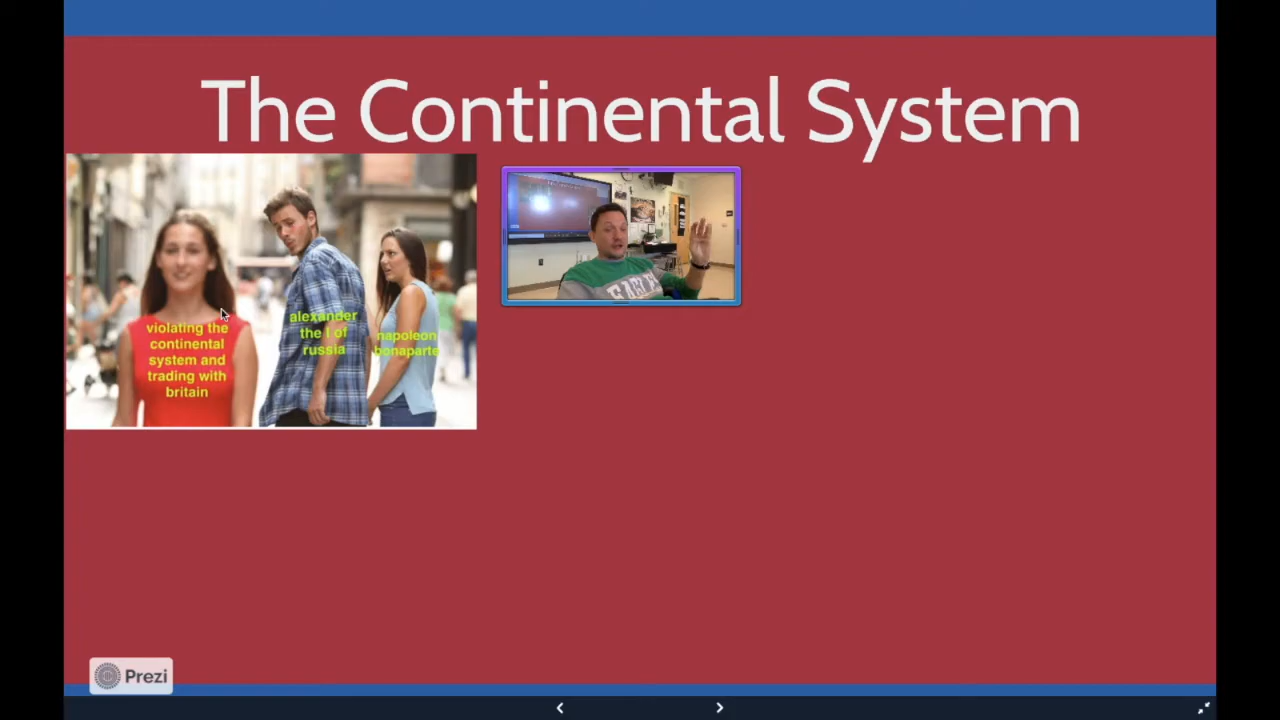 The Continental System
violating the
continental
system and
trading with
britain
alexander
the I of
russia
napoleon
bonaparte
Prezi